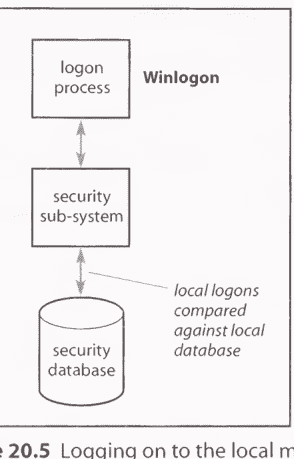 logon
process
Winlogon
security
sub-system
local logons
compared
against local
database
security
database
20.5 Logging on to the local